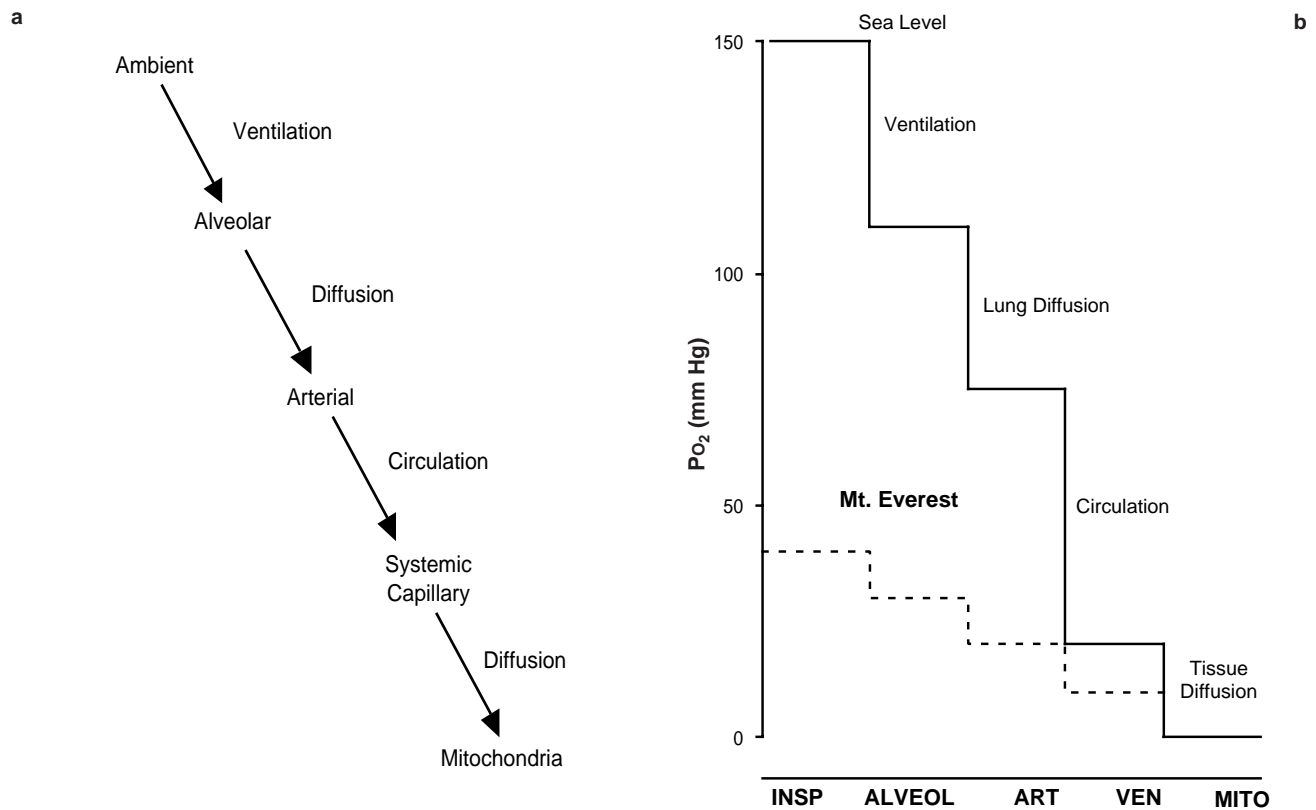 a
Ambient
Ventilation
Alveolar
Diffusion
Arterial
Circulation
Systemic
Capillary
Diffusion
Mitochondria
b
Sea Level
150
Ventilation
100
Lung Diffusion
PO₂ (mm Hg)
50
Mt. Everest
Circulation
Tissue
Diffusion
0
INSP ALVEOL ART VEN MITO